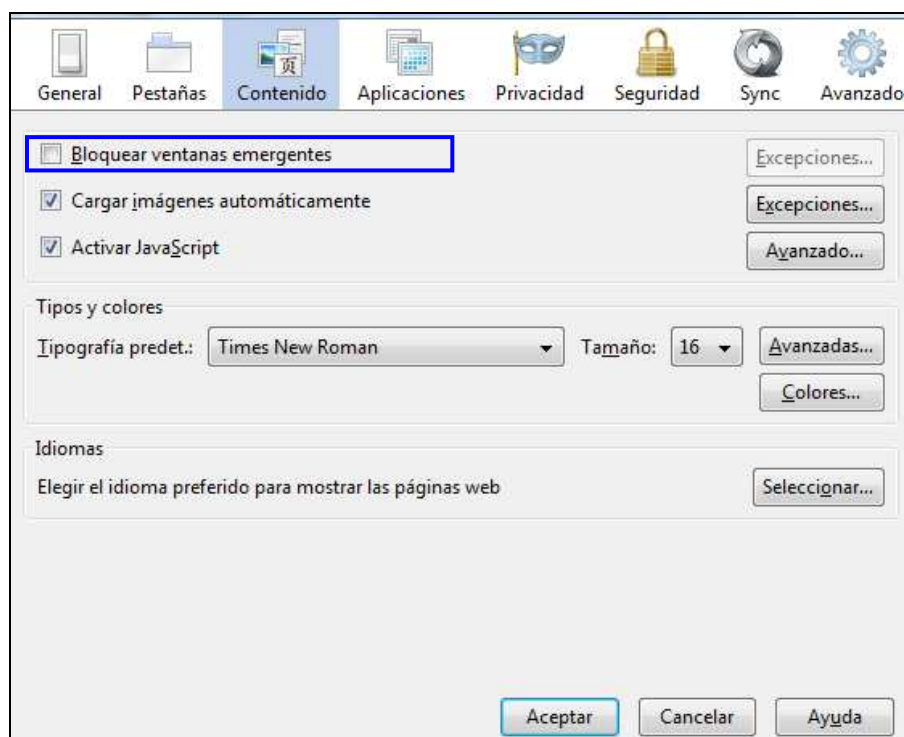 General Pestañas Contenido Aplicaciones Privacidad Seguridad Sync Avanzado
Bloquear ventanas emergentes Excepciones...
Cargar imágenes automáticamente Excepciones...
Activar JavaScript Avanzado...
Tipos y colores
Tipografía predet.: Times New Roman Tamaño: 16 Avanzadas...
Colores...
Idiomas
Elegir el idioma preferido para mostrar las páginas web Seleccionar...
Aceptar Cancelar Ayuda